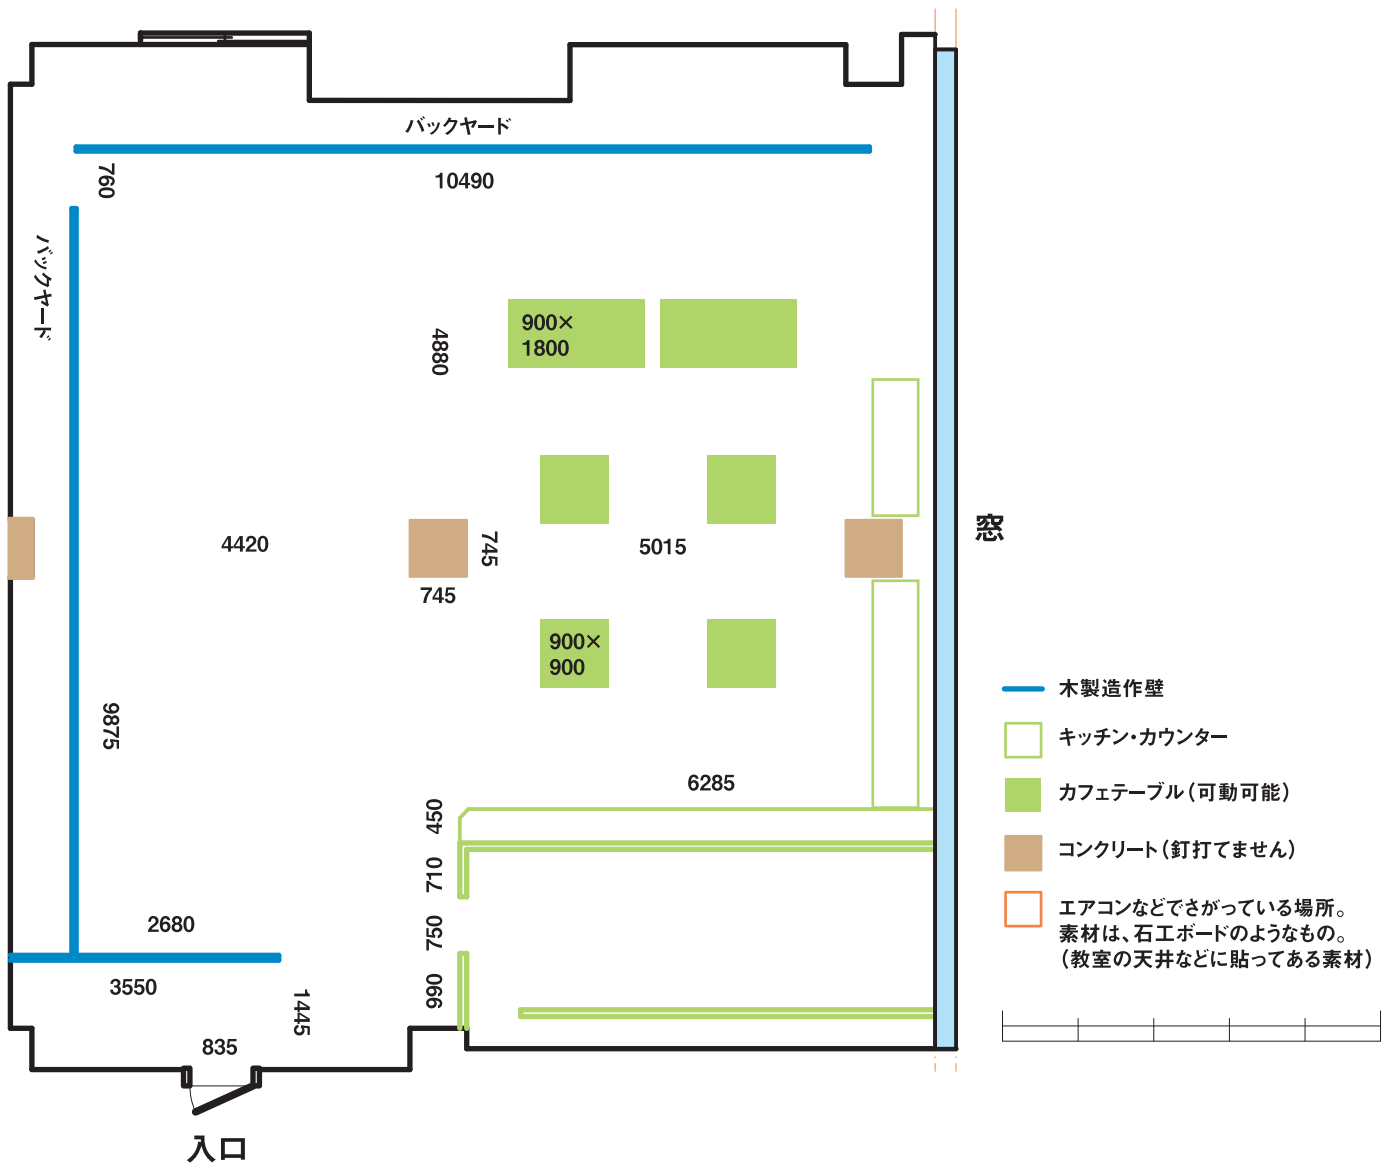 バックヤード
10490
760
バックヤード
900×
1800
4880
4420
745
745
5015
窓
900×
900
9875
6285
450
710
750
990
2680
3550
1445
835
入口
木製造作壁
キッチン・カウンター
カフェテーブル（可動可能）
コンクリート（釘打てません）
エアコンなどでさがっている場所。
素材は、石工ボードのようなもの。
（教室の天井などに貼ってある素材）